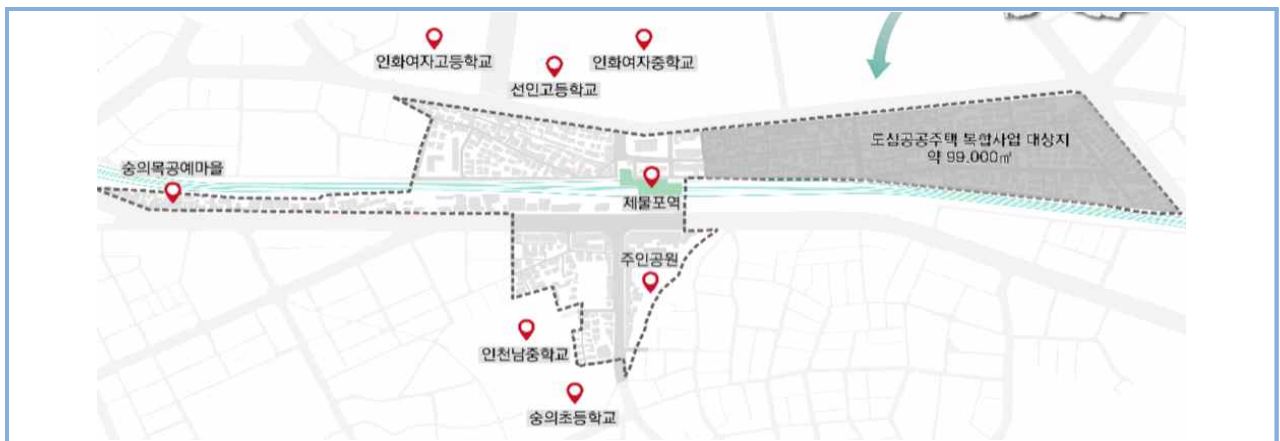 인화여자고등학교
인화여자중학교
선인고등학교
도심공공주택 복합사업 대상지
약 99,000㎡
숭의목공예마을
제물포역
주인공원
인천남중학교
숭의초등학교